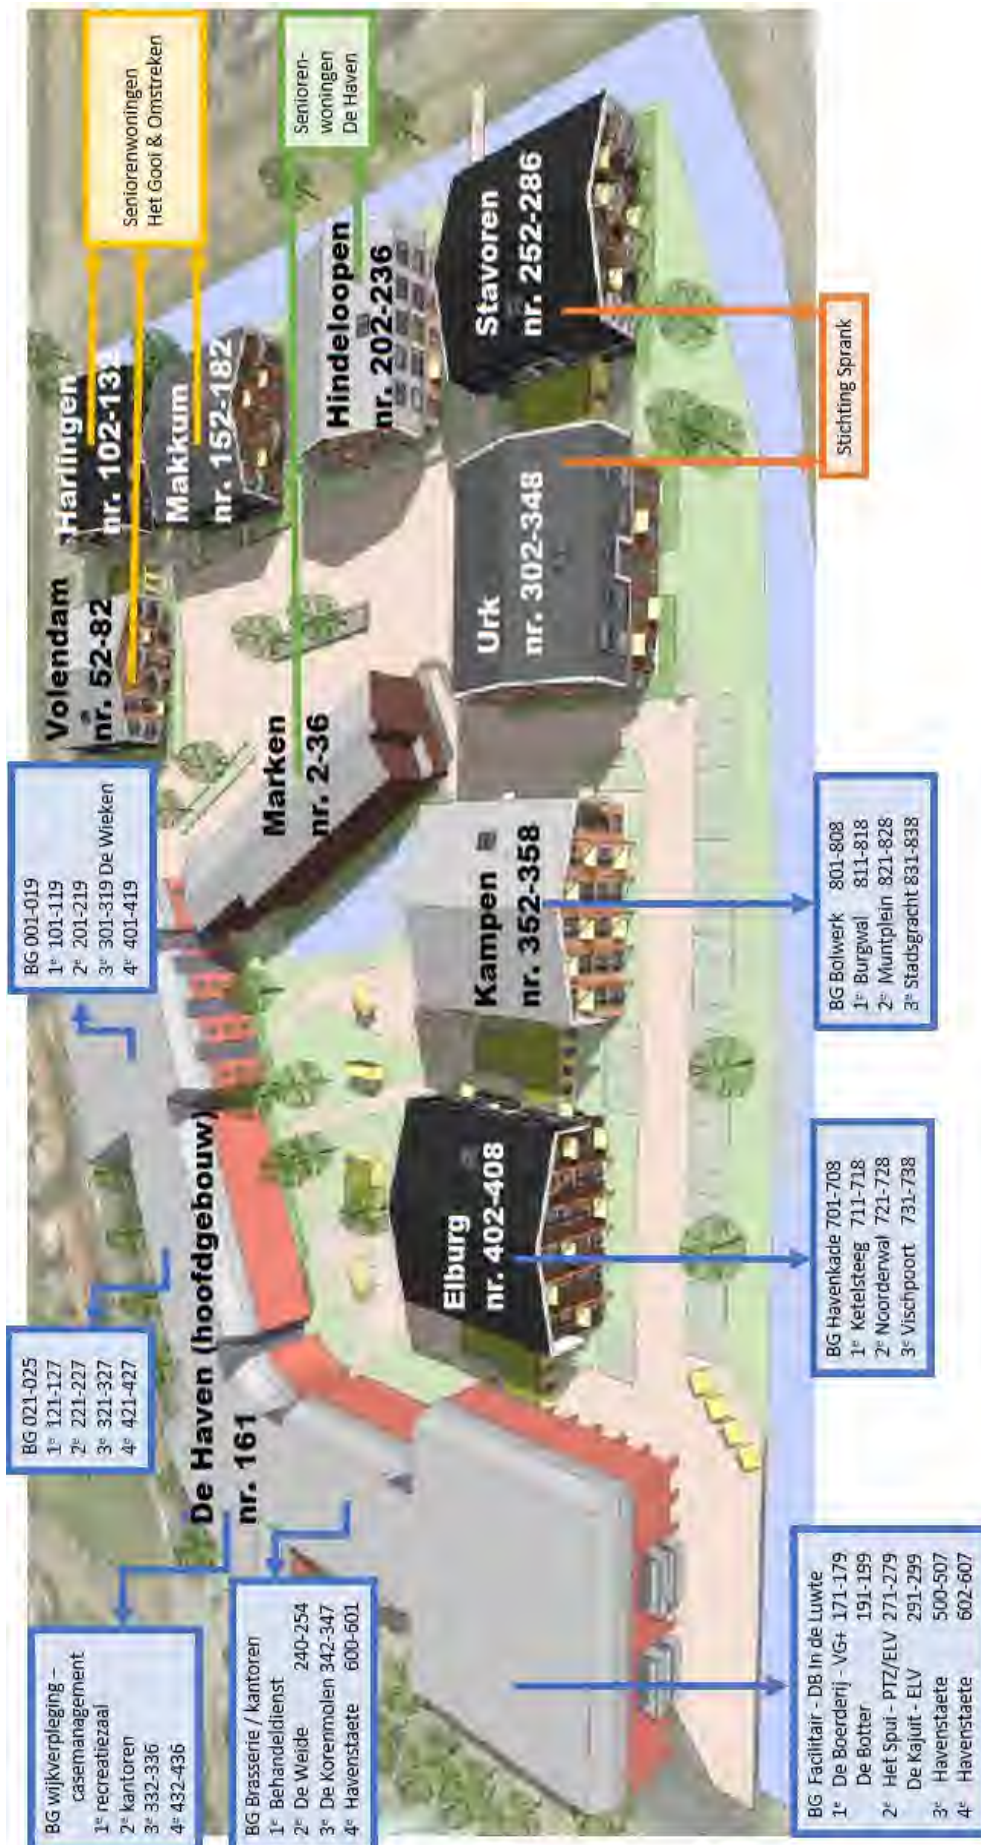 BG wijkverpleging –
casemanagement
1e recreatiezaal
2e kantoren
3e 332-336
4e 432-436
BG 021-025
1e 121-127
2e 221-227
3e 321-327
4e 421-427
BG 001-019
1e 101-119
2e 201-219
3e 301-319 De Wieken
4e 401-419
Seniorenwoningen
Het Gooi & Omstreken
Senioren-
woningen
De Haven
BG Brasserie / kantoren
1e Behandeldienst
2e De Weide 240-254
3e De Korenmolen 342-347
4e Havenstaete 600-601
De Haven (hoofdgebouw)
nr. 161
Volendam
nr. 52-82
Harlingen
nr. 102-132
Makkum
nr. 152-182
Marken
nr. 2-36
Hindeloopen
nr. 202-236
Elburg
nr. 402-408
Kampen
nr. 352-358
Urk
nr. 302-348
Stavoren
nr. 252-286
BG Facilitair - DB In de Luwte
1e De Boerderij - VG+ 171-179
De Botter 191-199
2e Het Spui - PTZ/ELV 271-279
De Kajuit - ELV 291-299
3e Havenstaete 500-507
4e Havenstaete 602-607
BG Havenkade 701-708
1e Ketelsteeg 711-718
2e Noorderwal 721-728
3e Vischpoort 731-738
BG Bolwerk 801-808
1e Burgwal 811-818
2e Muntplein 821-828
3e Stadsgracht 831-838
Stichting Sprank